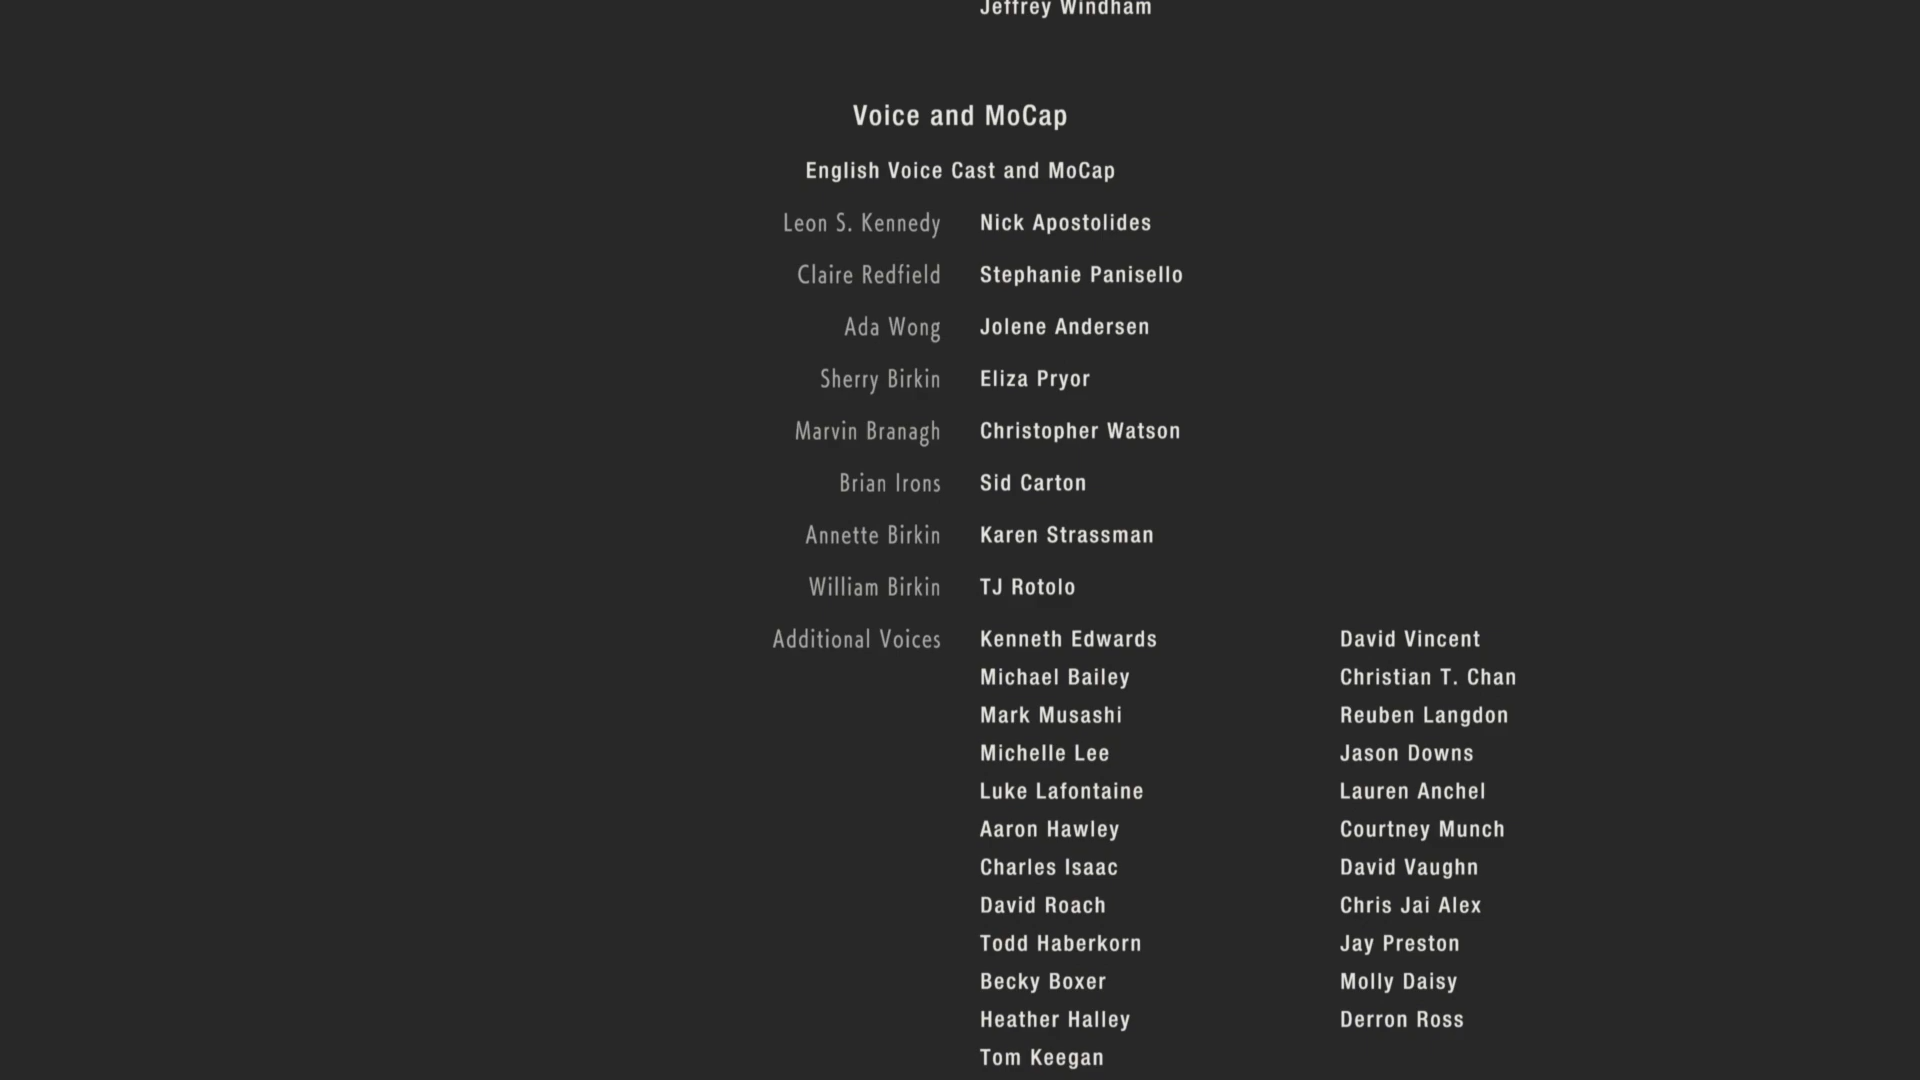 Jeffrey Windham
Voice and MoCap
English Voice Cast and MoCap
Leon S. Kennedy Nick Apostolides
Claire Redfield Stephanie Panisello
Ada Wong Jolene Andersen
Sherry Birkin Eliza Pryor
Marvin Branagh Christopher Watson
Brian Irons Sid Carton
Annette Birkin Karen Strassman
William Birkin TJ Rotolo
Additional Voices Kenneth Edwards David Vincent
Michael Bailey Christian T. Chan
Mark Musashi Reuben Langdon
Michelle Lee Jason Downs
Luke Lafontaine Lauren Anchel
Aaron Hawley Courtney Munch
Charles Isaac David Vaughn
David Roach Chris Jai Alex
Todd Haberkorn Jay Preston
Becky Boxer Molly Daisy
Heather Halley Derron Ross
Tom Keegan